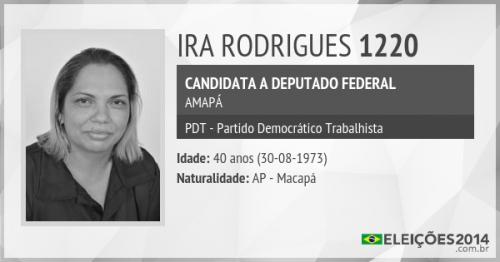 IRA RODRIGUES 1220
CANDIDATA A DEPUTADO FEDERAL
AMAPÁ
PDT - Partido Democrático Trabalhista
Idade: 40 anos (30-08-1973)
Naturalidade: AP - Macapá
ELEIÇÕES2014
.com.br